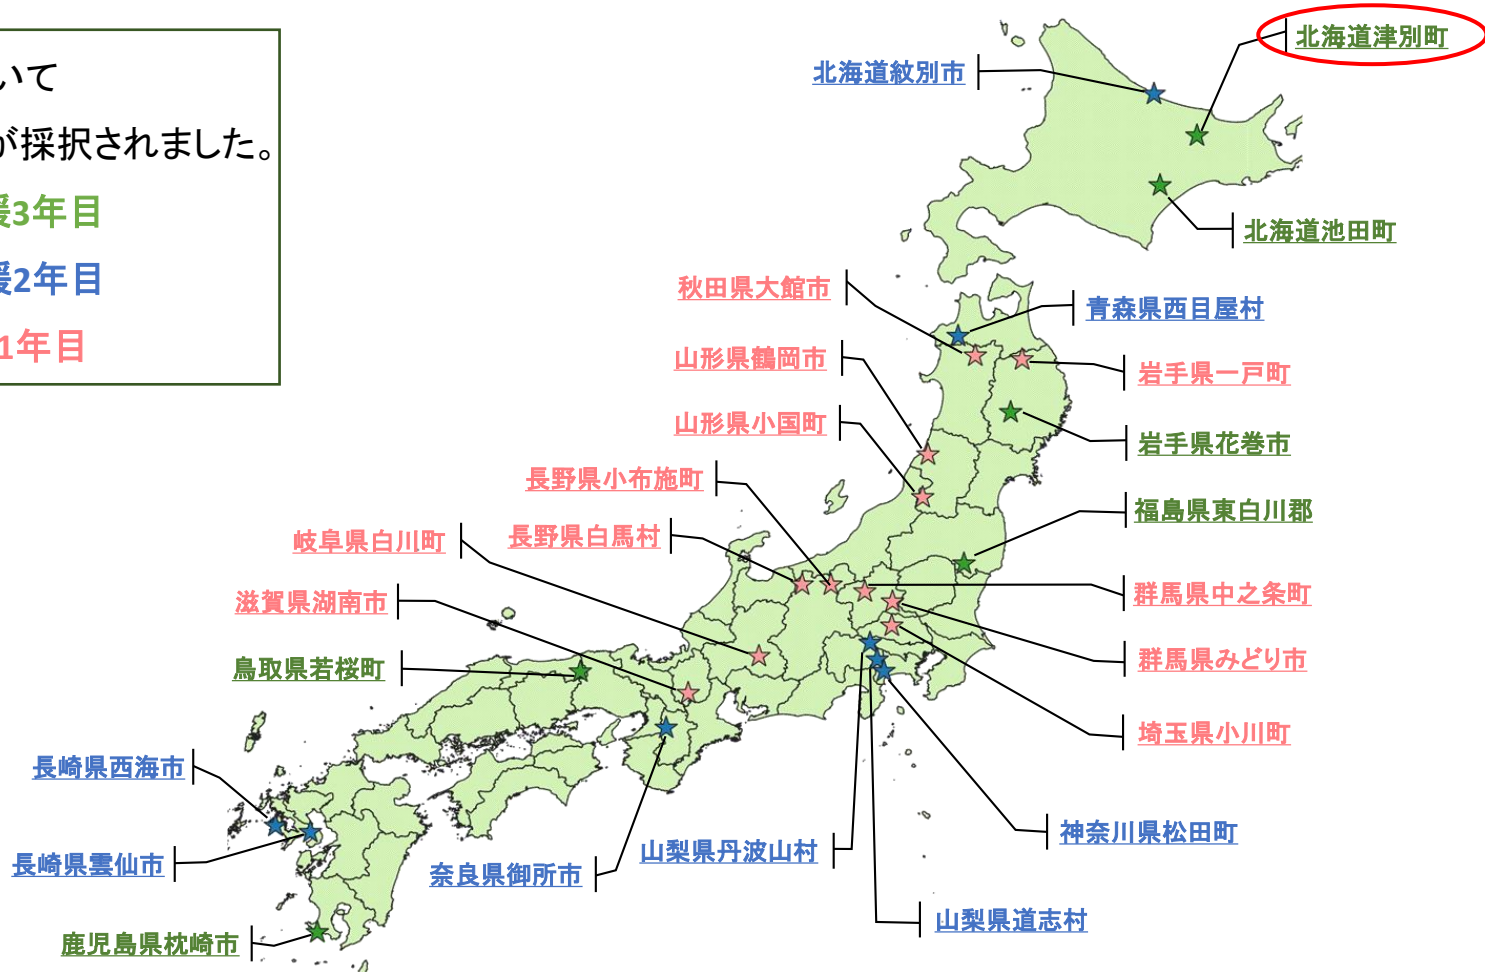 いて
が採択されました。
援3年目
援2年目
1年目
北海道津別町
北海道紋別市
北海道池田町
秋田県大館市
青森県西目屋村
山形県鶴岡市
岩手県一戸町
山形県小国町
岩手県花巻市
長野県小布施町
福島県東白川郡
長野県白馬村
岐阜県白川町
群馬県中之条町
滋賀県湖南市
群馬県みどり市
鳥取県若桜町
埼玉県小川町
長崎県西海市
神奈川県松田町
山梨県丹波山村
長崎県雲仙市
奈良県御所市
山梨県道志村
鹿児島県枕崎市